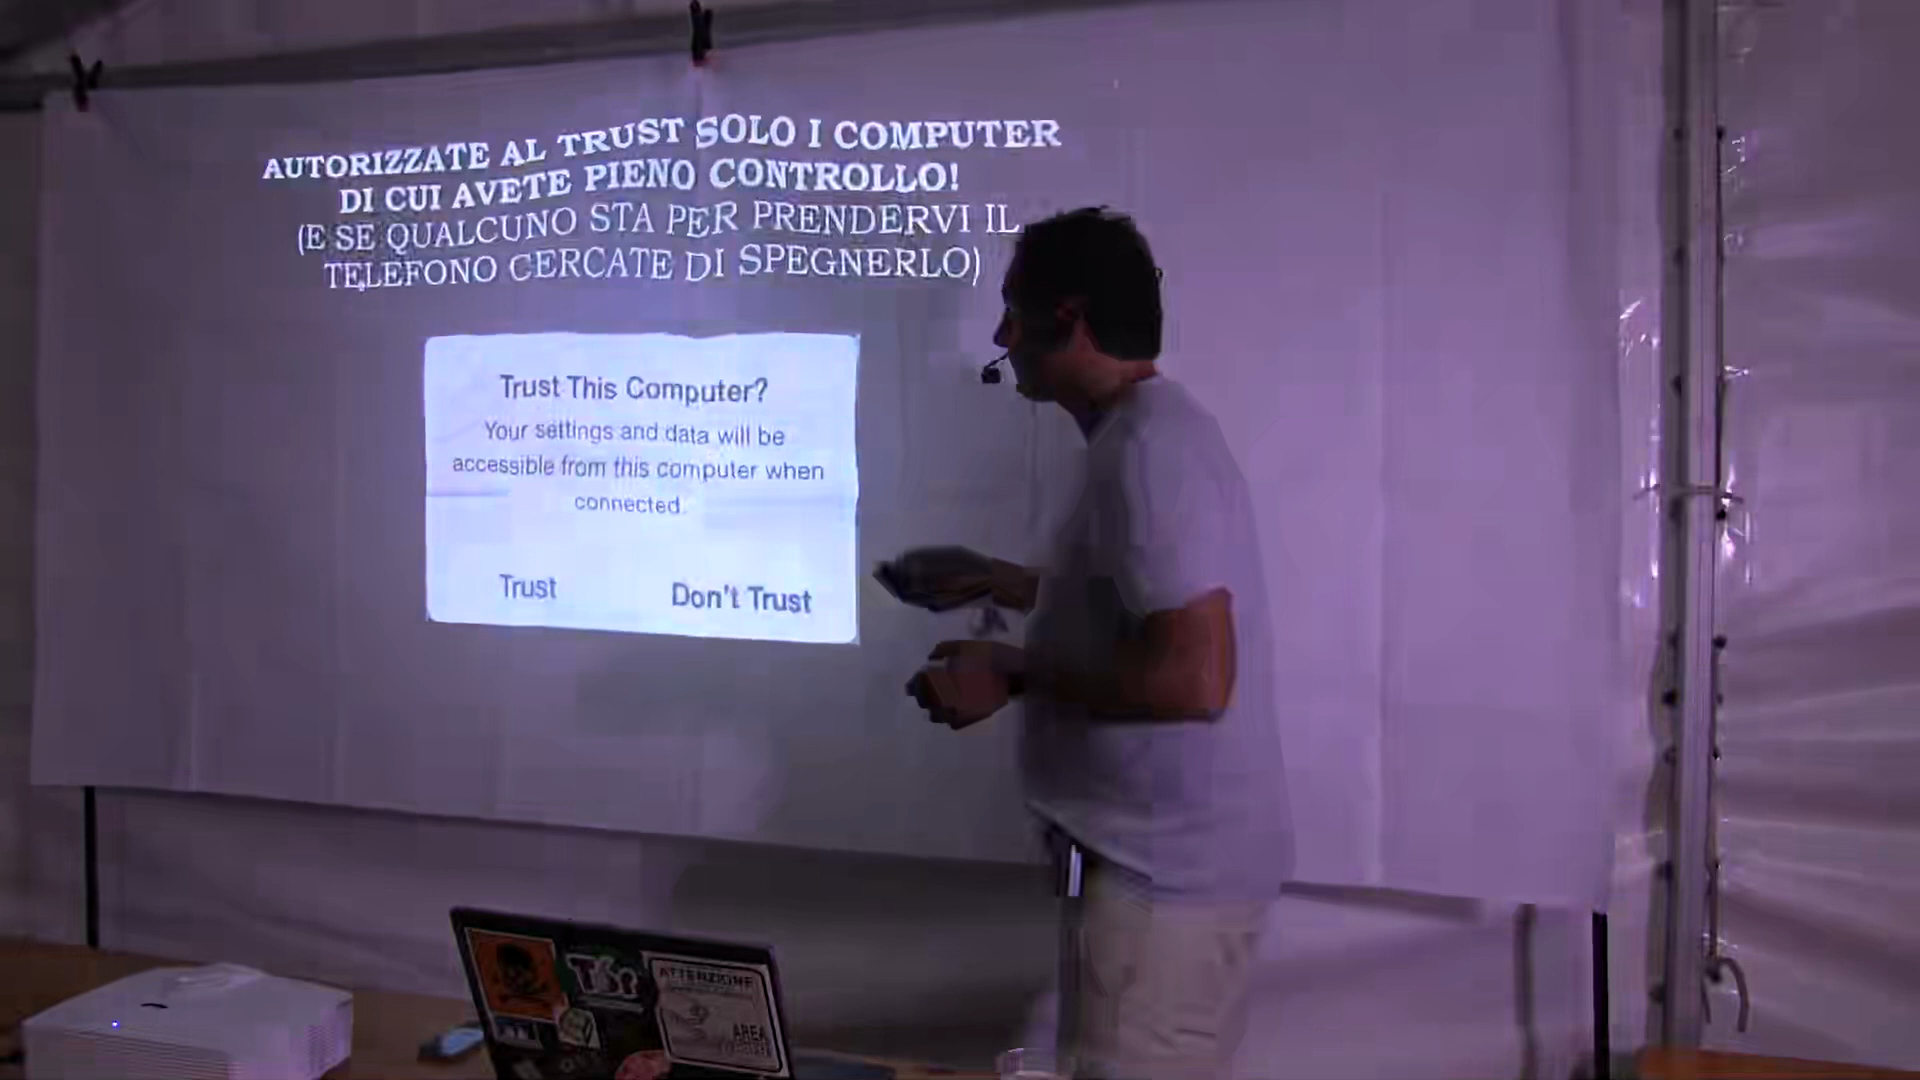 AUTORIZZATE AL TRUST SOLO I COMPUTER
DI CUI AVETE PIENO CONTROLLO!
(E SE QUALCUNO STA PER PRENDERVI IL
TELEFONO CERCATE DI SPEGNERLO)
Trust This Computer?
Your settings and data will be
accessible from this computer when
connected.
Trust Don't Trust
ATTENZIONE
AREA